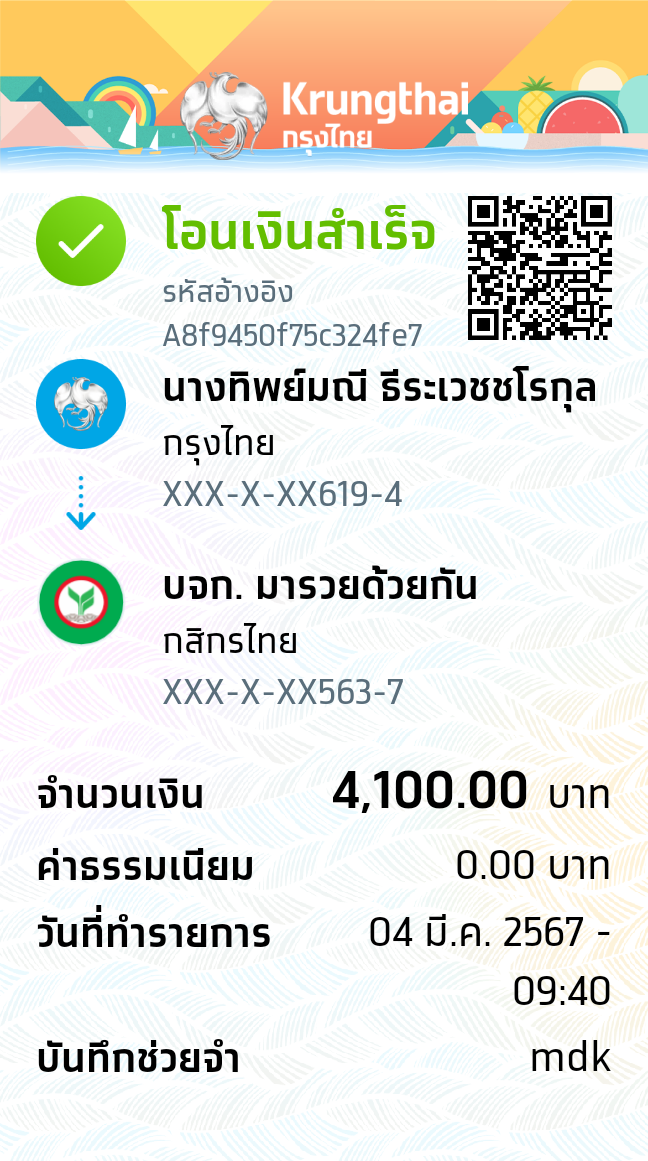 Krungthai
กรุงไทย
โอนเงินสำเร็จ
รหัสอ้างอิง
A8f9450f75c324fe7
นางทิพย์มณี ธีระเวชชโรกุล
กรุงไทย
XXX-X-XX619-4
บจก. มารวยด้วยกัน
กสิกรไทย
XXX-X-XX563-7
จำนวนเงิน 4,100.00 บาท
ค่าธรรมเนียม 0.00 บาท
วันที่ทำรายการ 04 มี.ค. 2567 -
09:40
บันทึกช่วยจำ mdk